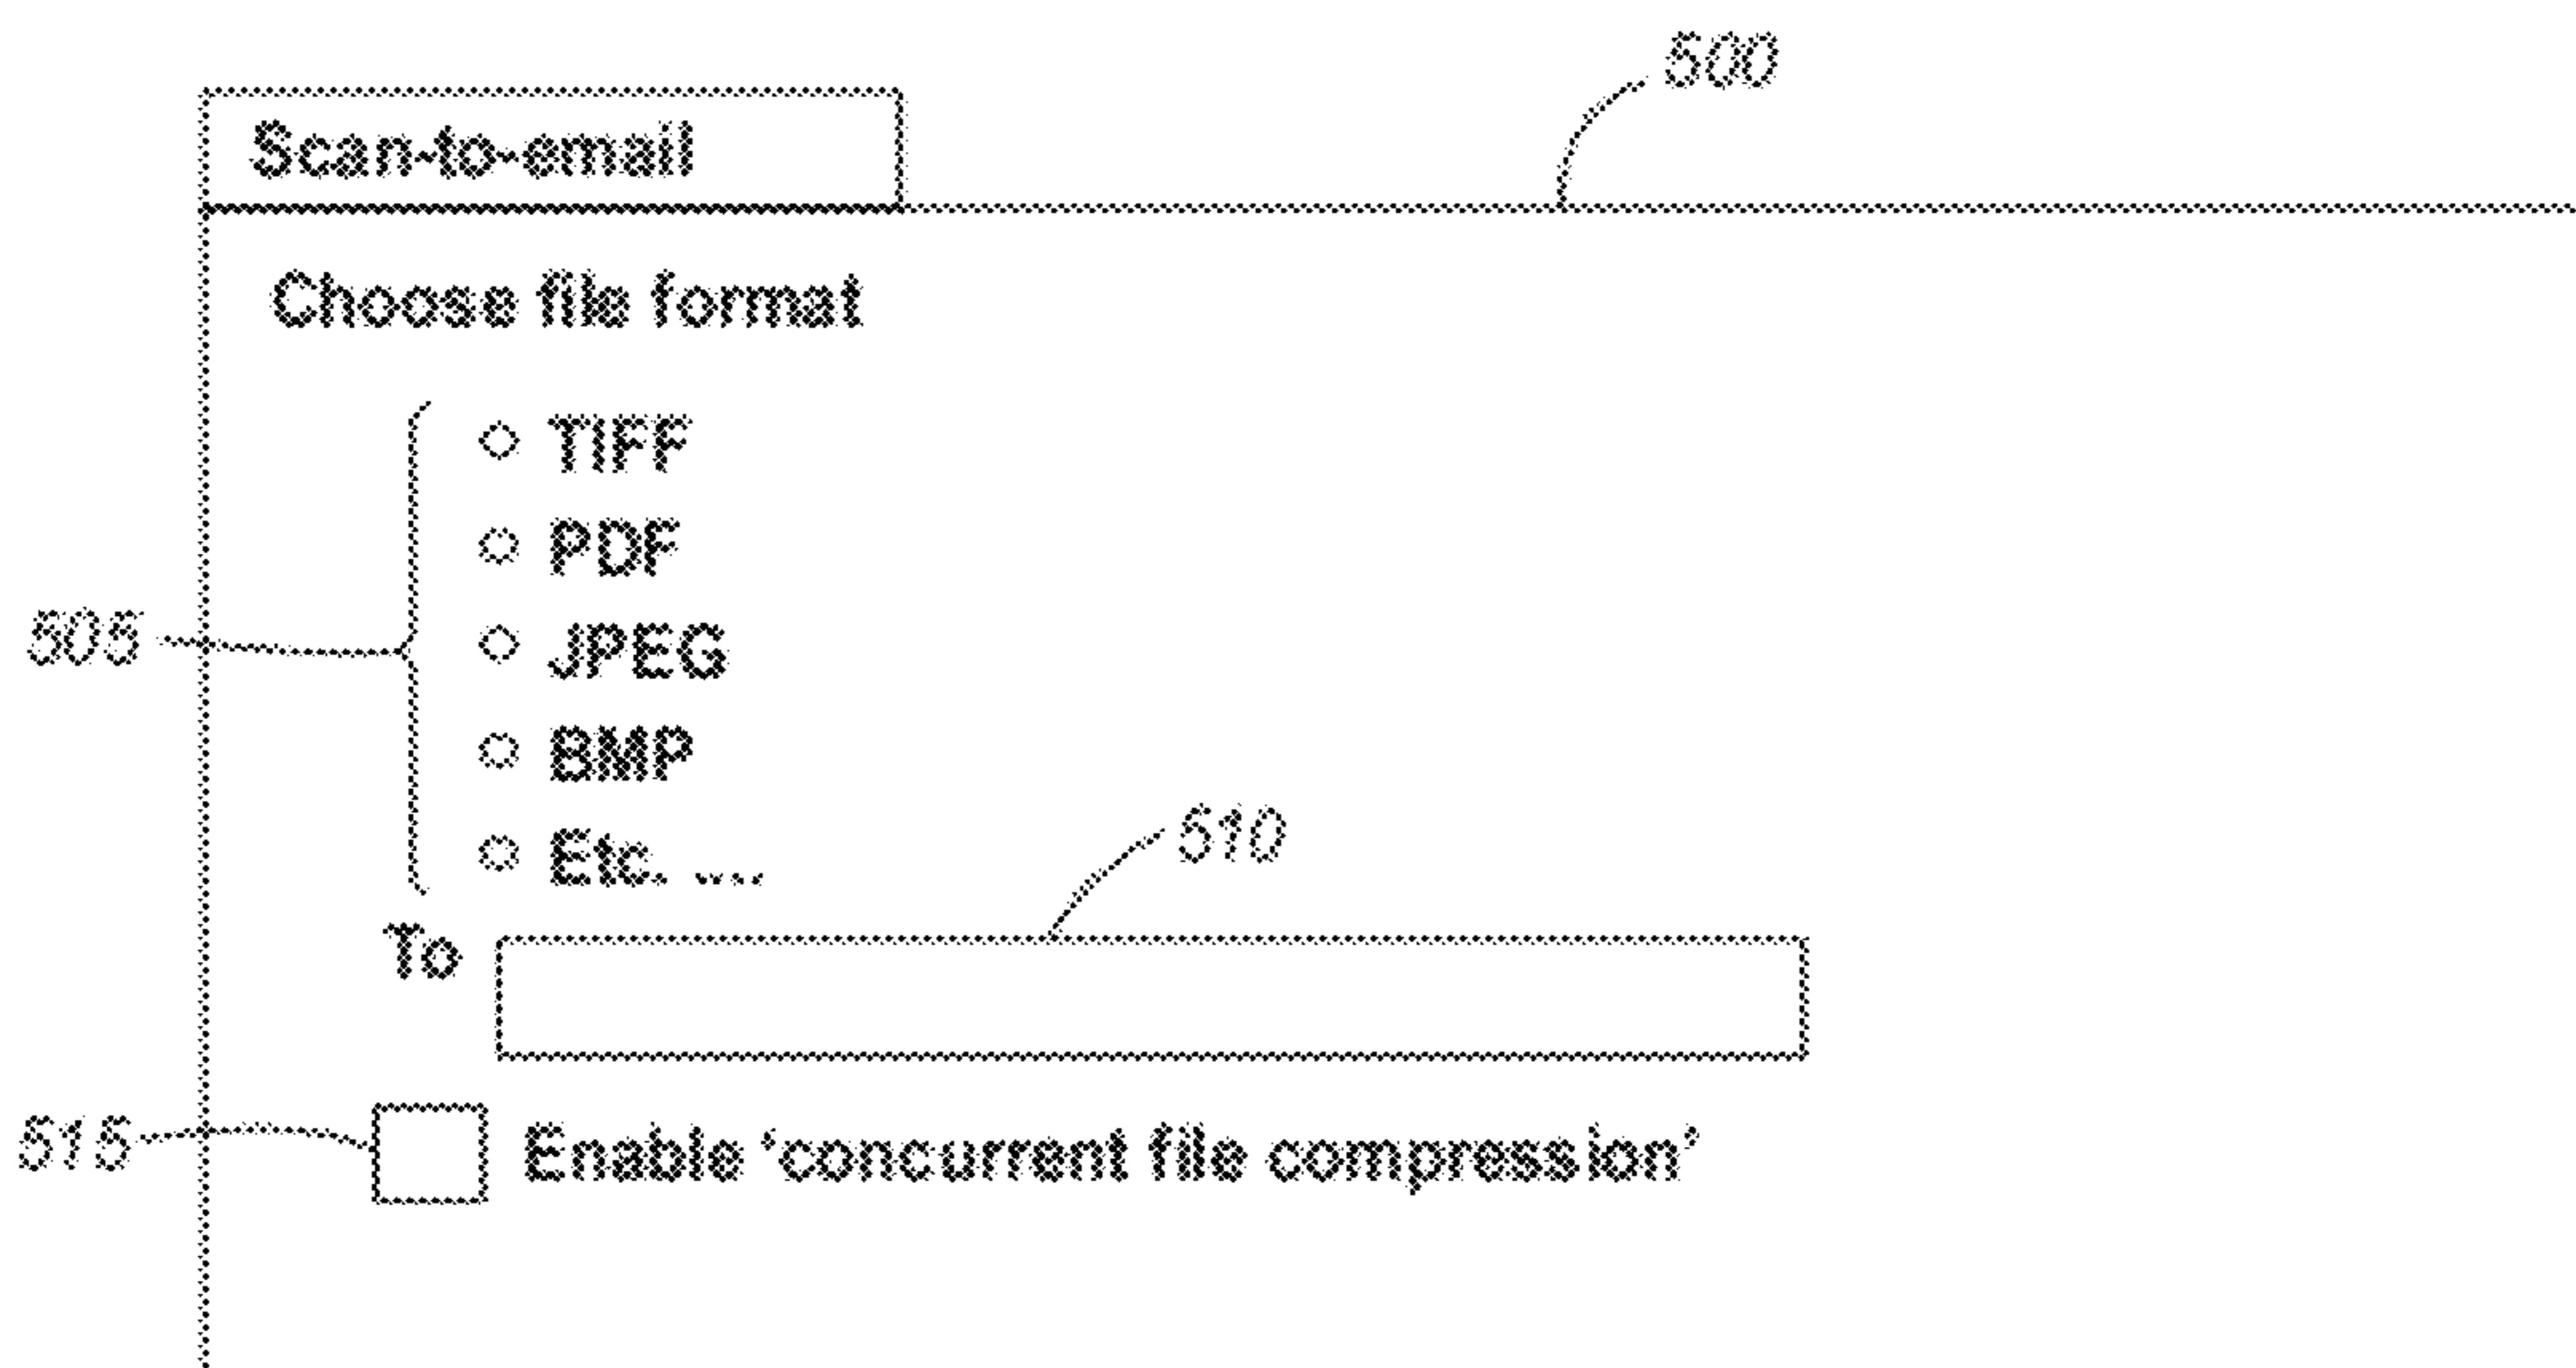 500
Scan-to-email
Choose file format
TIFF
PDF
505 JPEG
BMP
Etc. ....
510
To
515 Enable ‘concurrent file compression’